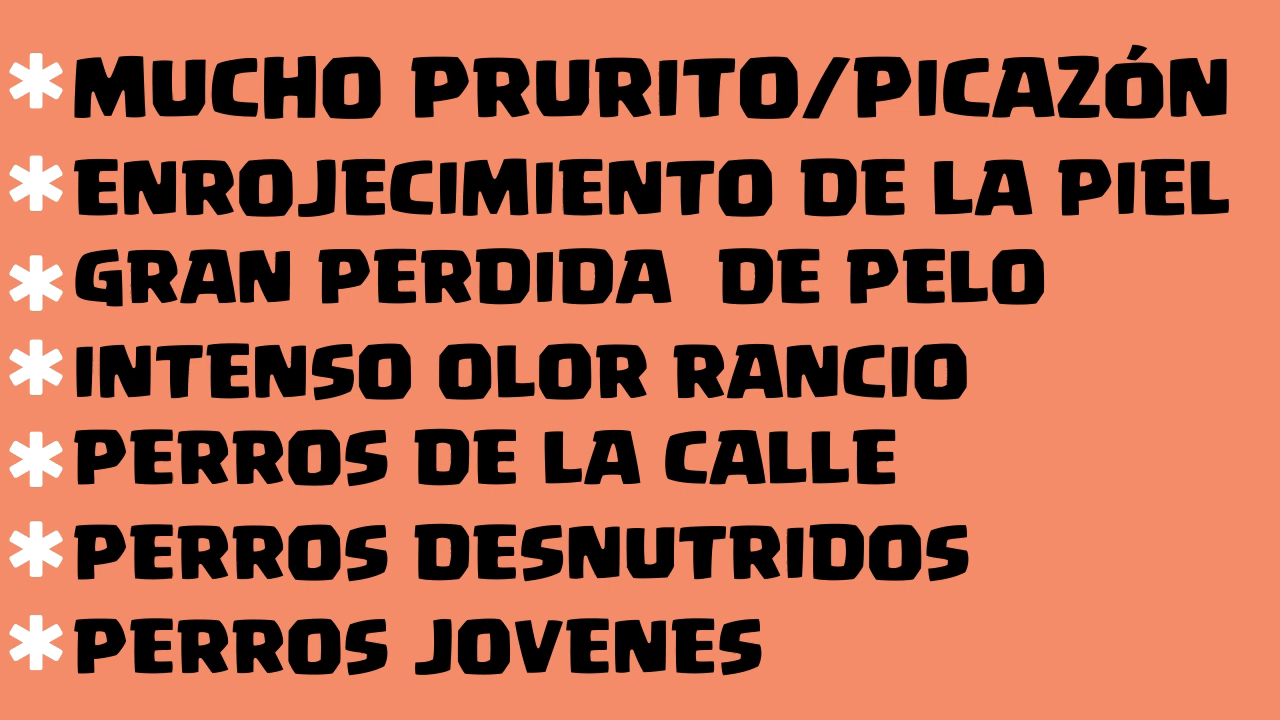 *MUCHO PRURITO/PICAZÓN
*ENROJECIMIENTO DE LA PIEL
*GRAN PERDIDA DE PELO
*INTENSO OLOR RANCIO
*PERROS DE LA CALLE
*PERROS DESNUTRIDOS
*PERROS JOVENES